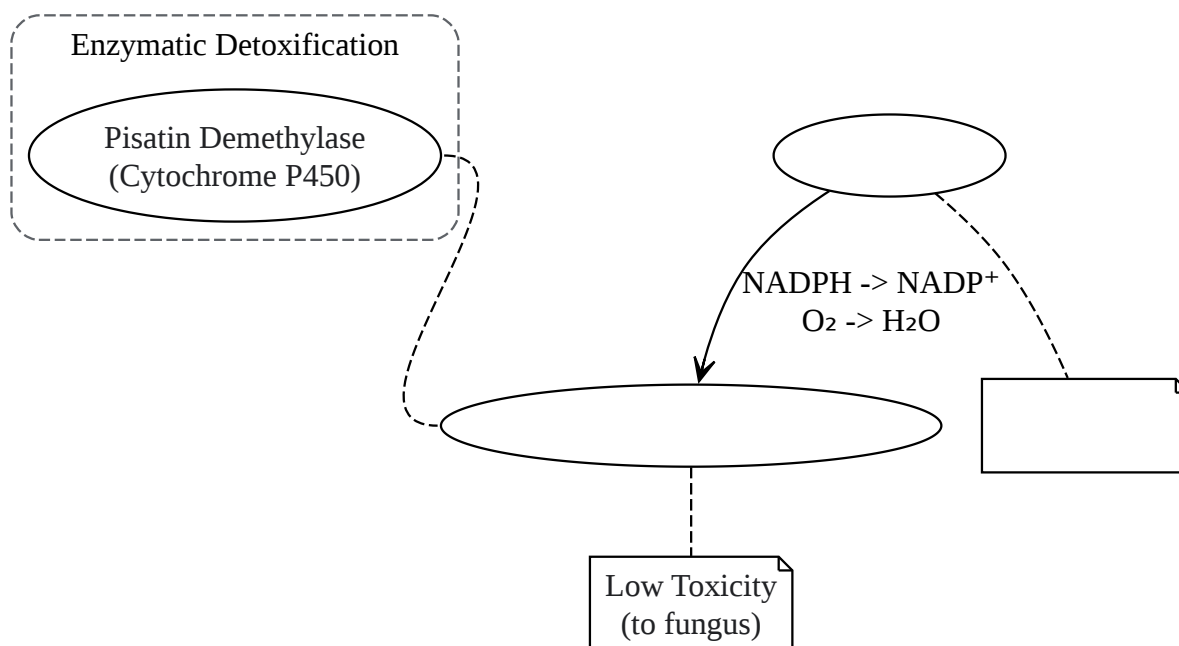 Enzymatic Detoxification
Pisatin Demethylase
(Cytochrome P450)
NADPH -> NADP⁺
O₂ -> H₂O
Low Toxicity
(to fungus)